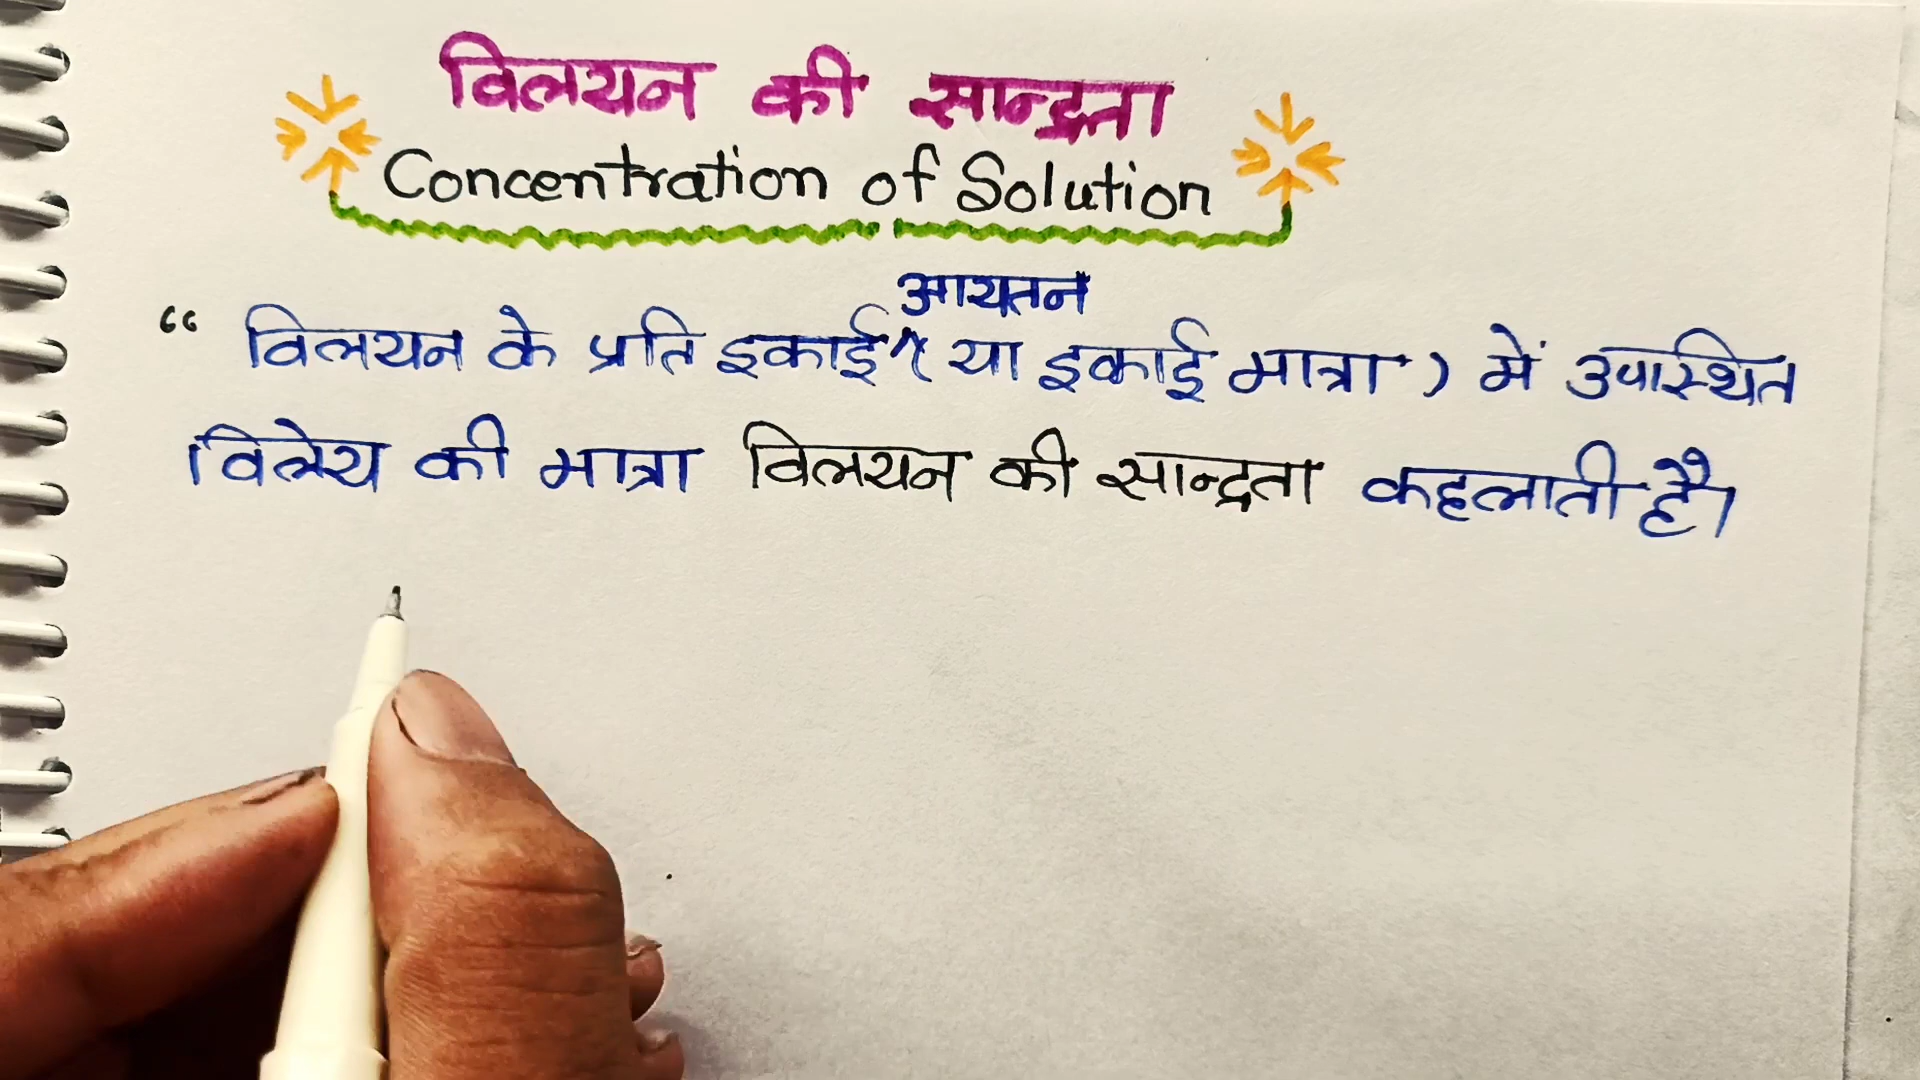 विलयन की सान्द्रता
Concentration of Solution
आयतन
“ विलयन के प्रति इकाई ^ ( या इकाई मात्रा ) में उपस्थित
विलेय की मात्रा विलयन की सान्द्रता कहलाती है।